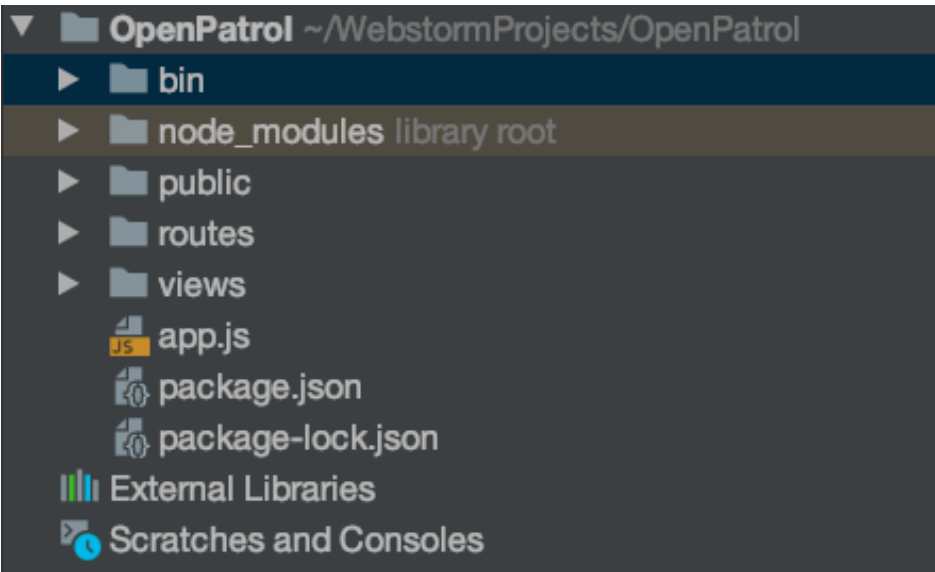 OpenPatrol ~/WebstormProjects/OpenPatrol
bin
node_modules library root
public
routes
views
JS app.js
package.json
package-lock.json
External Libraries
Scratches and Consoles